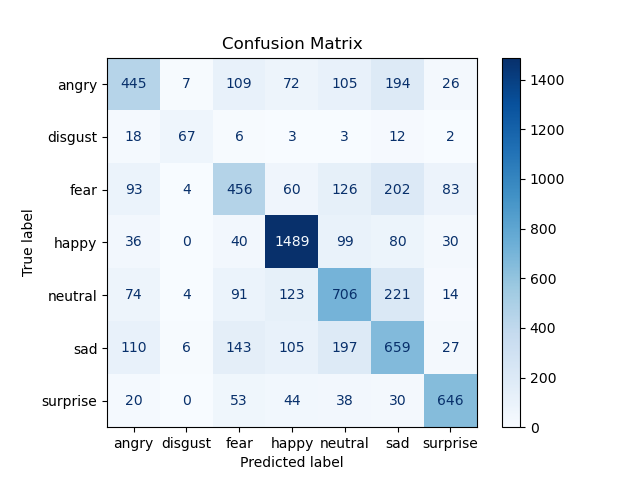 Confusion Matrix
True label
angry 445 7 109 72 105 194 26
disgust 18 67 6 3 3 12 2
fear 93 4 456 60 126 202 83
happy 36 0 40 1489 99 80 30
neutral 74 4 91 123 706 221 14
sad 110 6 143 105 197 659 27
surprise 20 0 53 44 38 30 646
angry disgust fear happy neutral sad surprise
Predicted label
1400
1200
1000
800
600
400
200
0